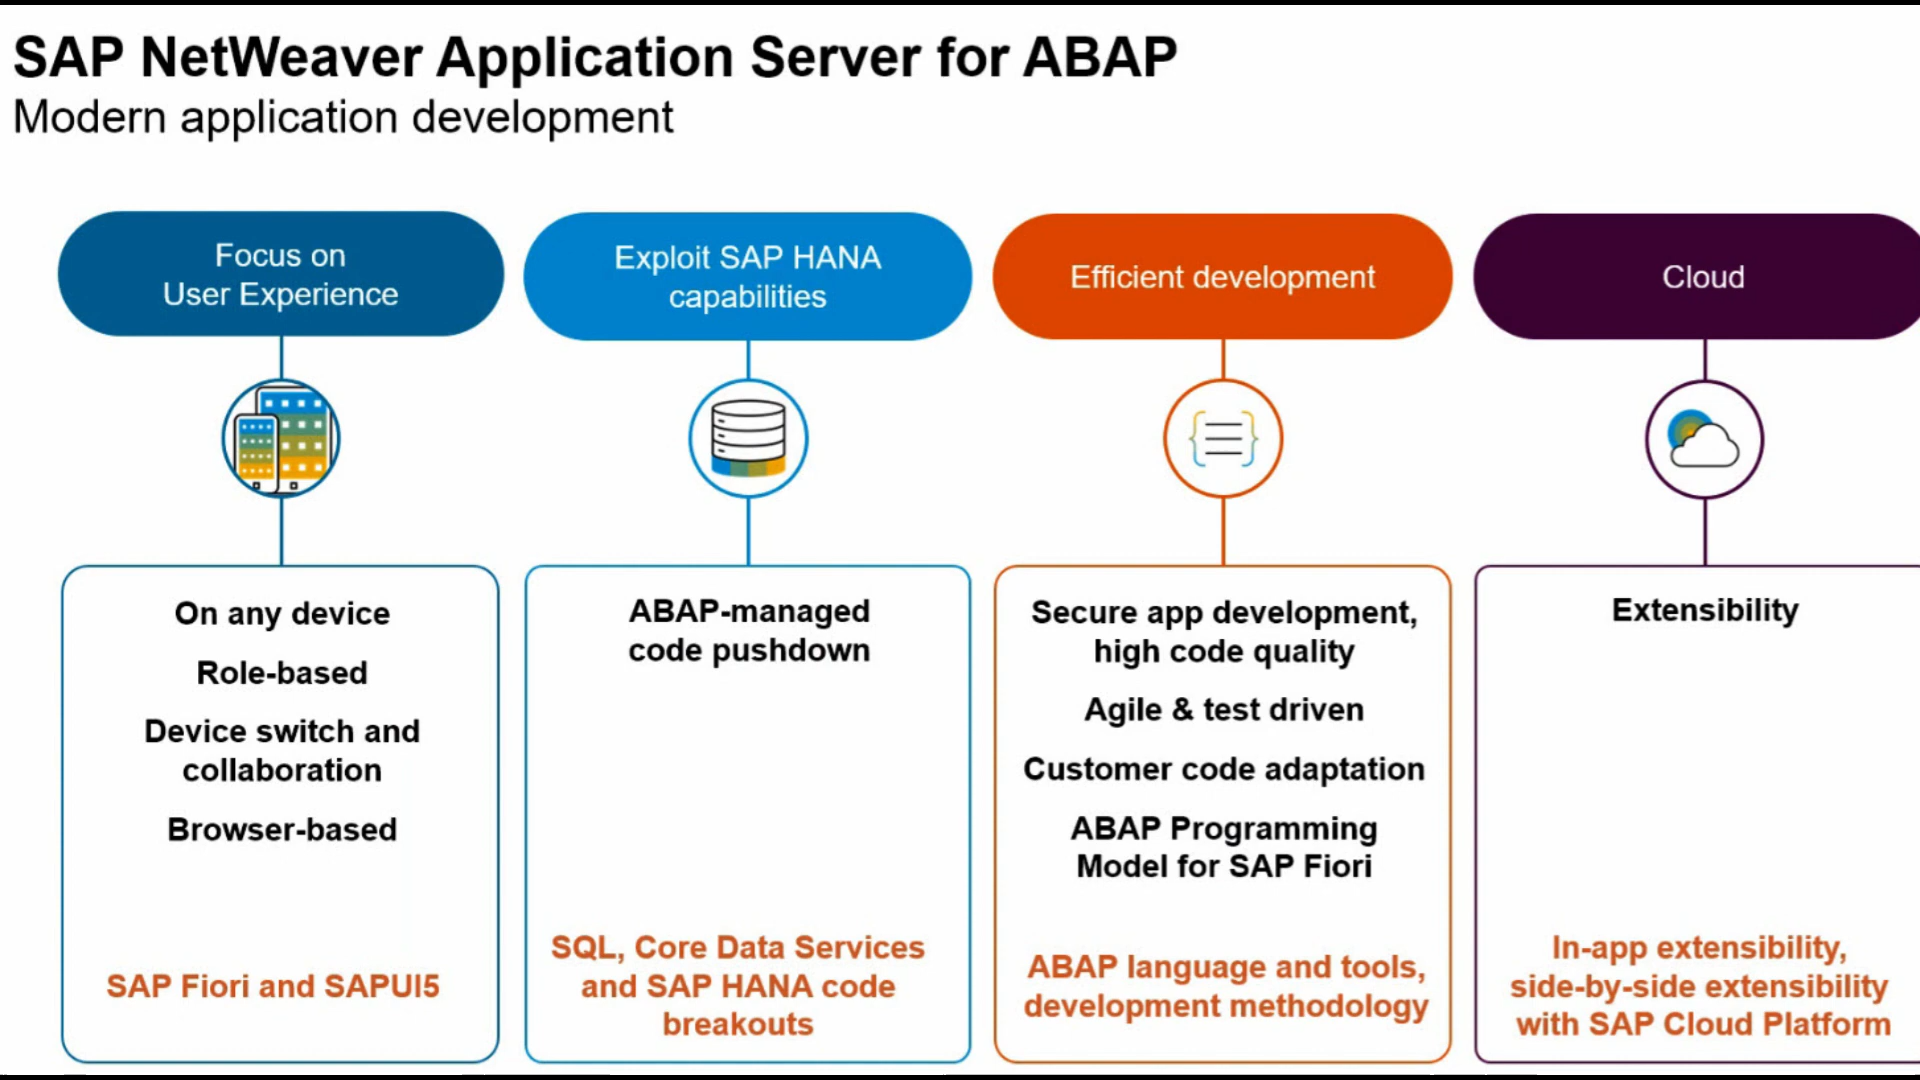 SAP NetWeaver Application Server for ABAP
Modern application development
Focus on
User Experience
Exploit SAP HANA
capabilities
Efficient development
Cloud
On any device
Role-based
Device switch and
collaboration
Browser-based
SAP Fiori and SAPUI5
ABAP-managed
code pushdown
SQL, Core Data Services
and SAP HANA code
breakouts
Secure app development,
high code quality
Agile & test driven
Customer code adaptation
ABAP Programming
Model for SAP Fiori
ABAP language and tools,
development methodology
Extensibility
In-app extensibility,
side-by-side extensibility
with SAP Cloud Platform